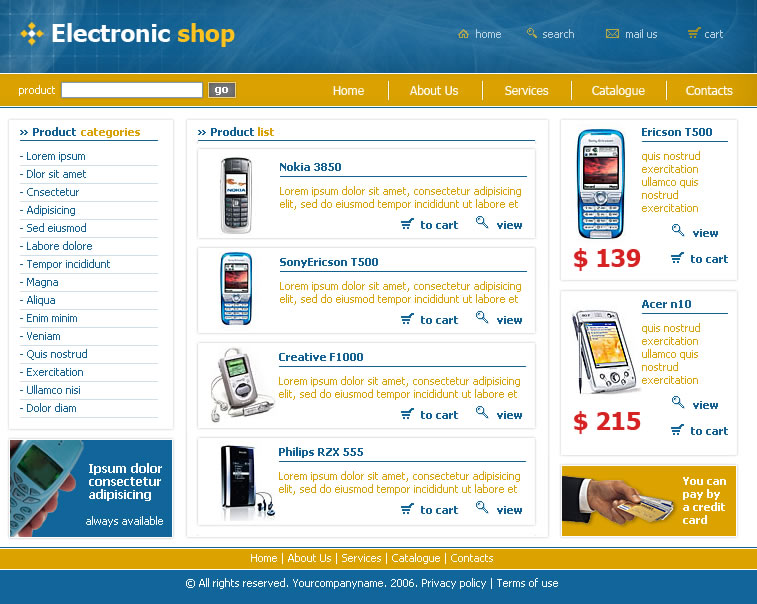 Electronic shop
home
search
mail us
cart
product
go
Home
About Us
Services
Catalogue
Contacts
›› Product categories
- Lorem ipsum
- Dlor sit amet
- Cnsectetur
- Adipisicing
- Sed eiusmod
- Labore dolore
- Tempor incididunt
- Magna
- Aliqua
- Enim minim
- Veniam
- Quis nostrud
- Exercitation
- Ullamco nisi
- Dolor diam
Ipsum dolor
consectetur
adipisicing
always available
›› Product list
NOKIA
Nokia 3850
Lorem ipsum dolor sit amet, consectetur adipisicing
elit, sed do eiusmod tempor incididunt ut labore et
to cart
view
SonyEricson T500
Lorem ipsum dolor sit amet, consectetur adipisicing
elit, sed do eiusmod tempor incididunt ut labore et
to cart
view
Creative F1000
Lorem ipsum dolor sit amet, consectetur adipisicing
elit, sed do eiusmod tempor incididunt ut labore et
to cart
view
Philips RZX 555
Lorem ipsum dolor sit amet, consectetur adipisicing
elit, sed do eiusmod tempor incididunt ut labore et
to cart
view
Ericson T500
quis nostrud
exercitation
ullamco quis
nostrud
exercitation
view
$ 139
to cart
Acer n10
quis nostrud
exercitation
ullamco quis
nostrud
exercitation
view
$ 215
to cart
You can
pay by
a credit
card
Home | About Us | Services | Catalogue | Contacts
© All rights reserved. Yourcompanyname. 2006. Privacy policy | Terms of use